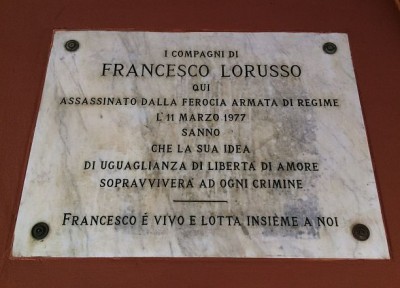 I COMPAGNI DI
FRANCESCO LORUSSO
QUI
ASSASSINATO DALLA FEROCIA ARMATA DI REGIME
L'11 MARZO 1977
SANNO
CHE LA SUA IDEA
DI UGUAGLIANZA DI LIBERTÀ DI AMORE
SOPRAVVIVERÀ AD OGNI CRIMINE
FRANCESCO É VIVO E LOTTA INSIEME A NOI